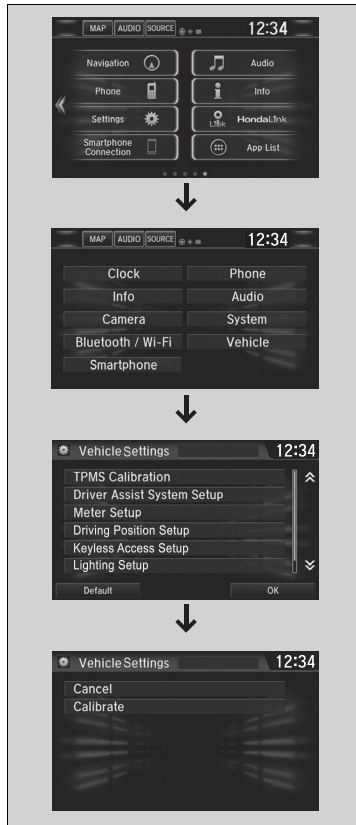 MAP AUDIO SOURCE 12:34
Navigation Audio
Phone Info
Settings Link HondaLink
Smartphone Connection App List
MAP AUDIO SOURCE 12:34
Clock Phone
Info Audio
Camera System
Bluetooth / Wi-Fi Vehicle
Smartphone
Vehicle Settings 12:34
TPMS Calibration
Driver Assist System Setup
Meter Setup
Driving Position Setup
Keyless Access Setup
Lighting Setup
Default OK
Vehicle Settings 12:34
Cancel
Calibrate